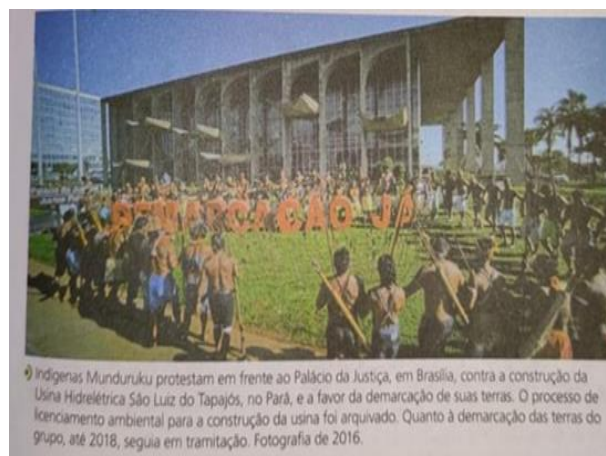 DEMARCAÇÃO JÁ
Indígenas Munduruku protestam em frente ao Palácio da Justiça, em Brasília, contra a construção da
Usina Hidrelétrica São Luiz do Tapajós, no Pará, e a favor da demarcação de suas terras. O processo de
licenciamento ambiental para a construção da usina foi arquivado. Quanto à demarcação das terras do
grupo, até 2018, seguia em tramitação. Fotografia de 2016.